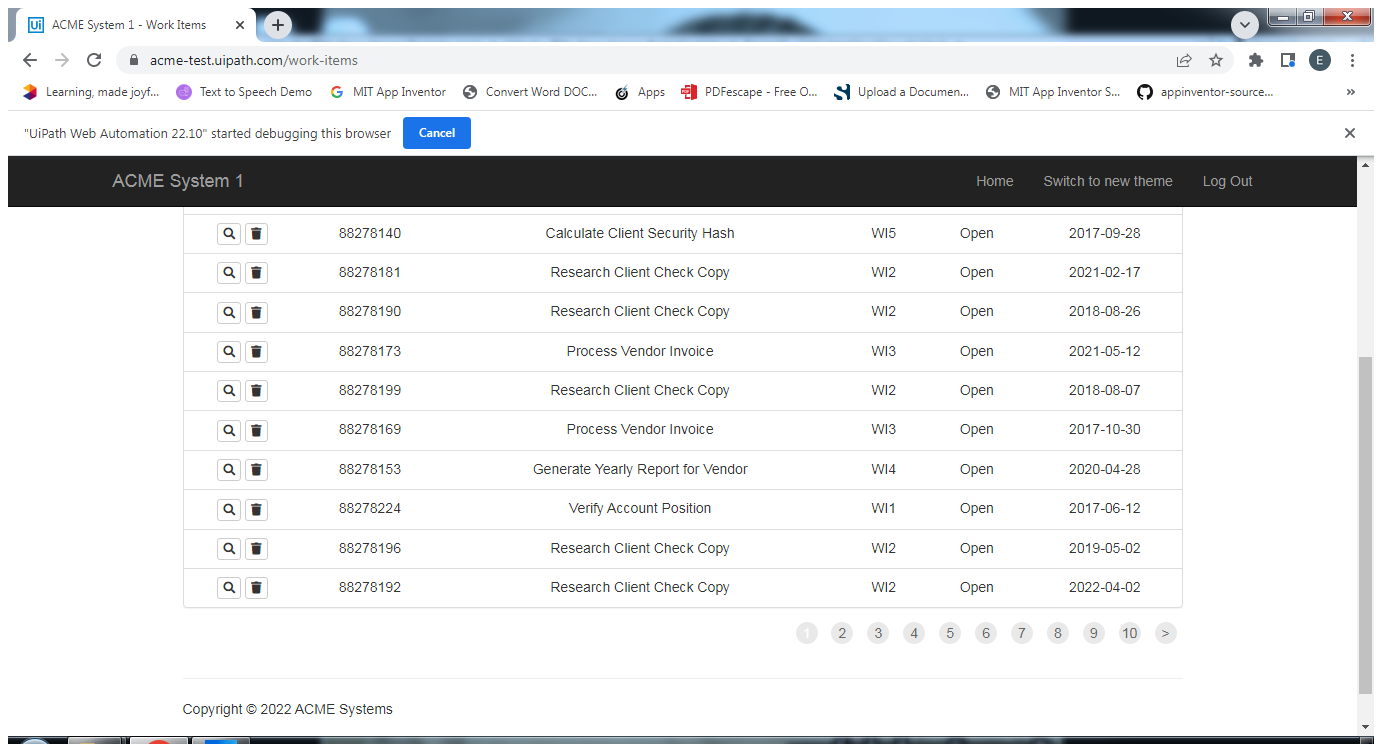 Ui ACME System 1 - Work Items
acme-test.uipath.com/work-items E
Learning, made joyf... Text to Speech Demo MIT App Inventor Convert Word DOC... Apps PDFescape - Free O... Upload a Documen... MIT App Inventor S... appinventor-source... »
"UiPath Web Automation 22.10" started debugging this browser Cancel
ACME System 1 Home Switch to new theme Log Out
88278140 Calculate Client Security Hash WI5 Open 2017-09-28
88278181 Research Client Check Copy WI2 Open 2021-02-17
88278190 Research Client Check Copy WI2 Open 2018-08-26
88278173 Process Vendor Invoice WI3 Open 2021-05-12
88278199 Research Client Check Copy WI2 Open 2018-08-07
88278169 Process Vendor Invoice WI3 Open 2017-10-30
88278153 Generate Yearly Report for Vendor WI4 Open 2020-04-28
88278224 Verify Account Position WI1 Open 2017-06-12
88278196 Research Client Check Copy WI2 Open 2019-05-02
88278192 Research Client Check Copy WI2 Open 2022-04-02
1 2 3 4 5 6 7 8 9 10 >
Copyright © 2022 ACME Systems